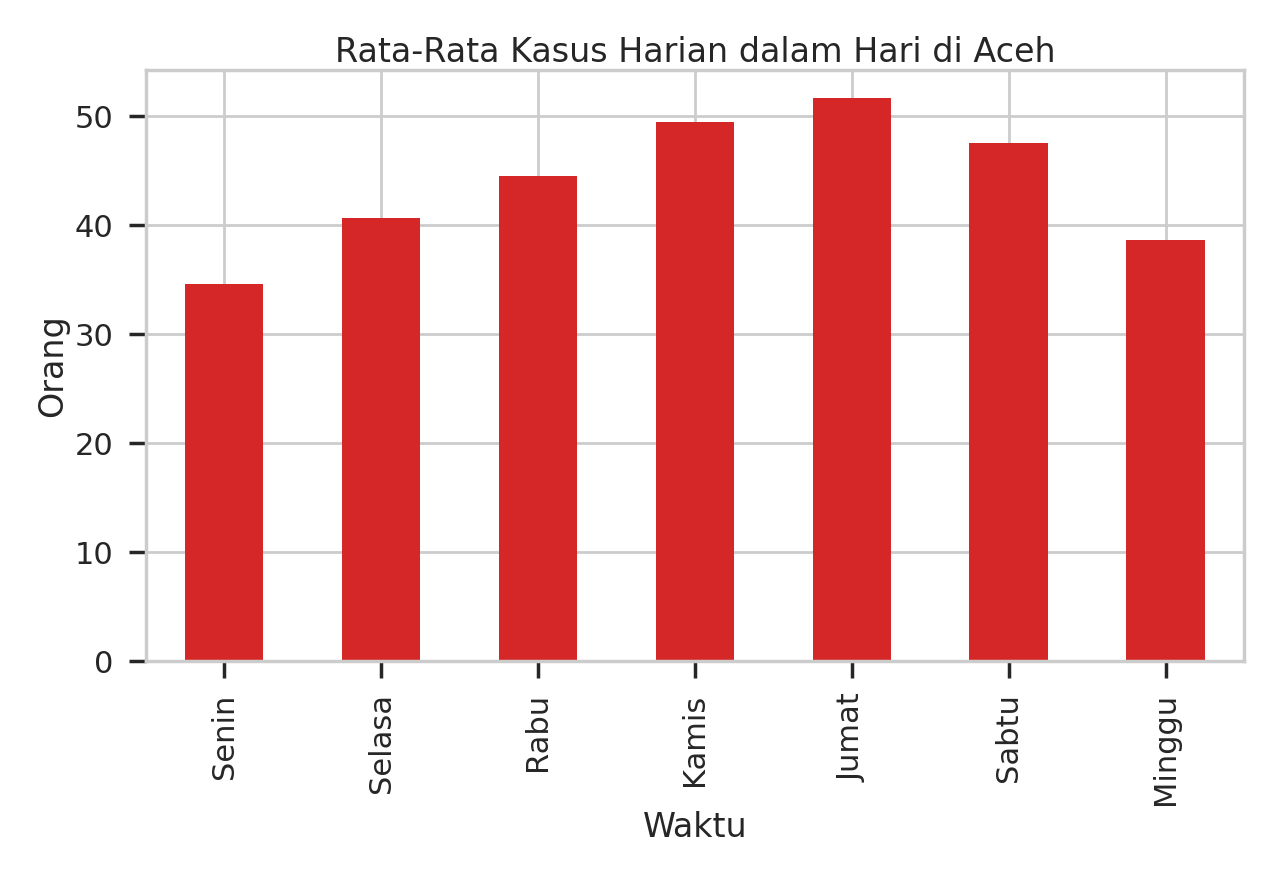 Rata-Rata Kasus Harian dalam Hari di Aceh
Orang
50
40
30
20
10
0
Senin
Selasa
Rabu
Kamis
Jumat
Sabtu
Minggu
Waktu